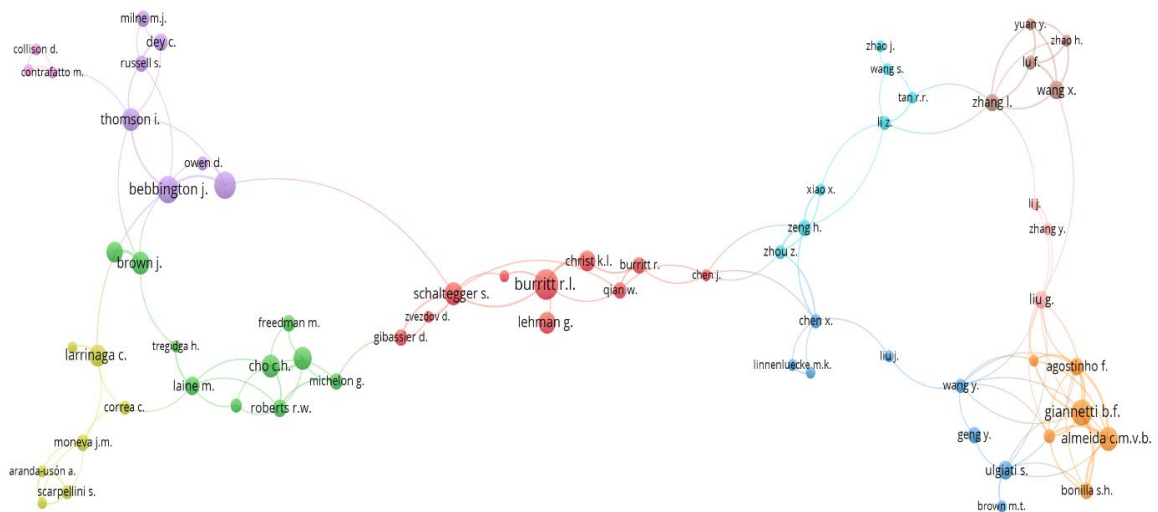 milne m.j.
dey c.
collison d.
russell s.
contrafatto m.
thomson i.
owen d.
bebbington j.
brown j.
larrinaga c.
tregidga h.
freedman m.
cho c.h.
laine m.
michelon g.
roberts r.w.
correa c.
moneva j.m.
aranda-usón a.
scarpellini s.
schaltegger s.
zvezdov d.
gibassier d.
burritt r.l.
lehman g.
christ k.l.
burritt r.
qian w.
chen j.
zhao j.
wang s.
tan r.r.
li z.
xiao x.
zeng h.
zhou z.
chen x.
linnenluecke m.k.
liu j.
wang y.
geng y.
ulgiati s.
brown m.t.
yuan y.
zhao h.
lu f.
wang x.
zhang l.
li j.
zhang y.
liu g.
agostinho f.
giannetti b.f.
almeida c.m.v.b.
bonilla s.h.